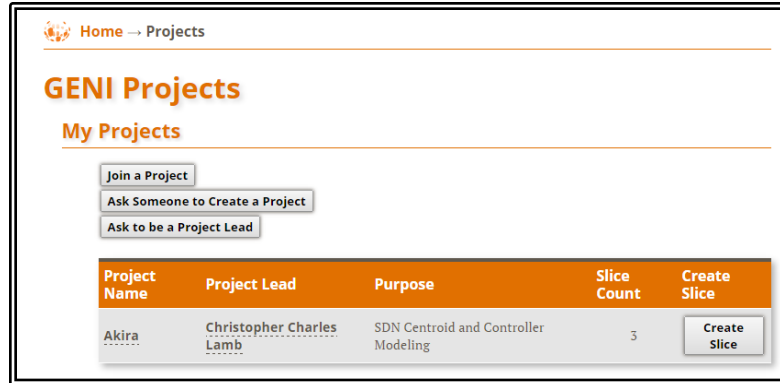 Home → Projects
GENI Projects
My Projects
Join a Project
Ask Someone to Create a Project
Ask to be a Project Lead
Project Name Project Lead Purpose Slice Count Create Slice
Akira Christopher Charles Lamb SDN Centroid and Controller Modeling 3 Create Slice